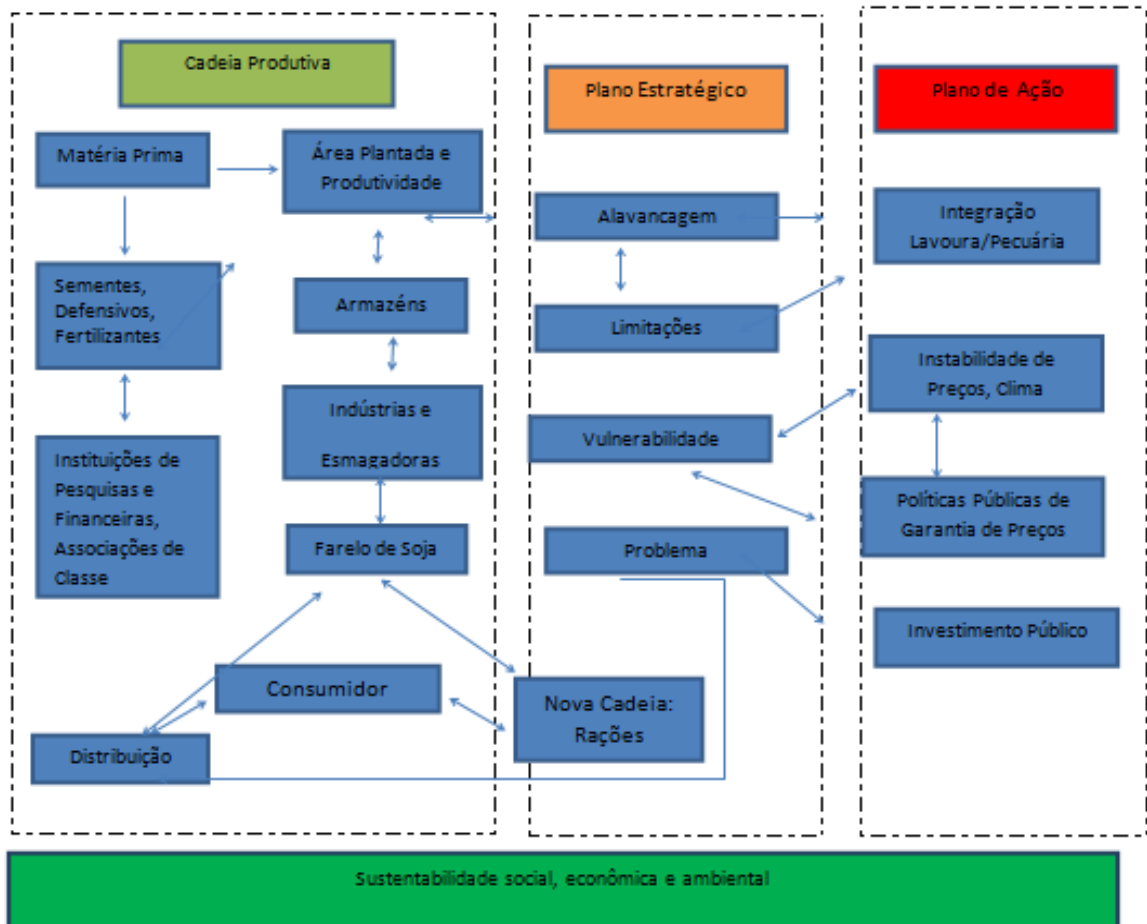 Cadeia Produtiva
Matéria Prima
Área Plantada e
Produtividade
Sementes,
Defensivos,
Fertilizantes
Armazéns
Instituições de
Pesquisas e
Financeiras,
Associações de
Classe
Indústrias e
Esmagadoras
Farelo de Soja
Consumidor
Distribuição
Nova Cadeia:
Rações
Plano Estratégico
Alavancagem
Limitações
Vulnerabilidade
Problema
Plano de Ação
Integração
Lavoura/Pecuária
Instabilidade de
Preços, Clima
Políticas Públicas de
Garantia de Preços
Investimento Público
Sustentabilidade social, econômica e ambiental